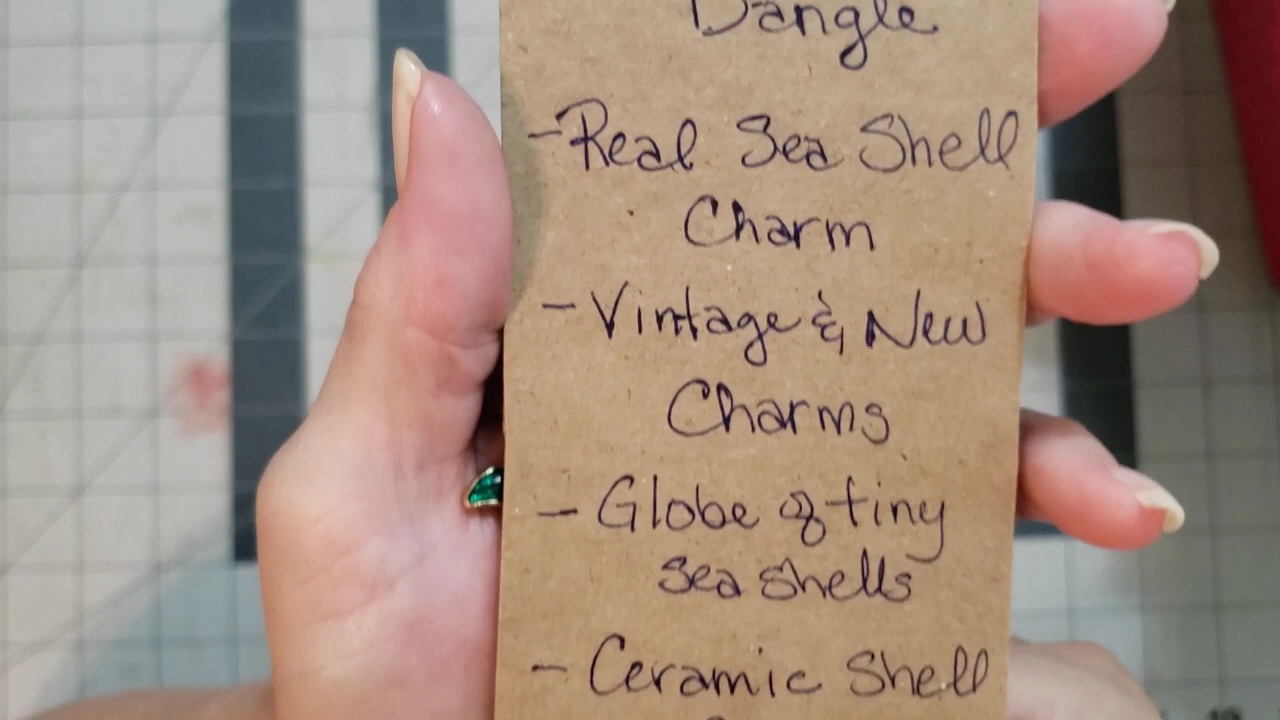 Dangle
- Real Sea Shell
Charm
- Vintage & New
Charms
- Globe of tiny
sea shells
- Ceramic Shell